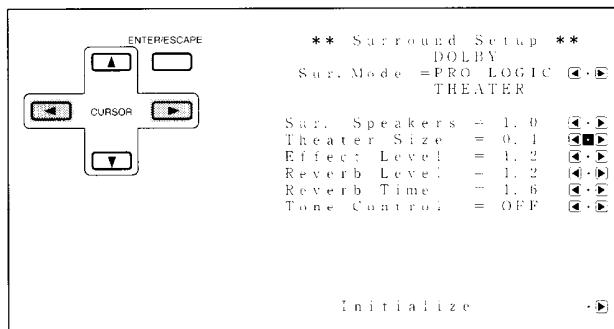 ENTER/ESCAPE
CURSOR
** Surround Setup **
DOLBY
Sur.Mode =PRO LOGIC
THEATER
Sur. Speakers = 1.0
Theater Size = 0.1
Effect Level = 1.2
Reverb Level = 1.2
Reverb Time = 1.6
Tone Control = OFF
Initialize